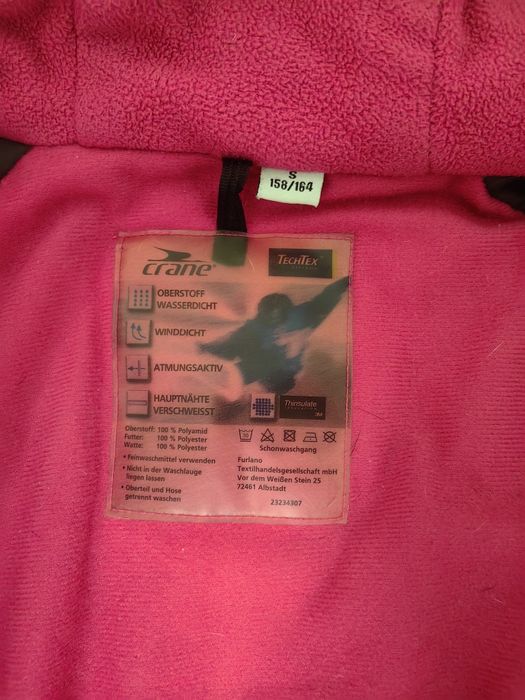 S
158/164
crane®
TECHTEX
OBERSTOFF
WASSERDICHT
WINDDICHT
ATMUNGSAKTIV
HAUPTNÄHTE
VERSCHWEISST
Thinsulate
INSULATION
3M
Oberstoff: 100 % Polyamid
Futter: 100 % Polyester
Watte: 100 % Polyester
• Feinwaschmittel verwenden
• Nicht in der Waschlauge
liegen lassen
• Oberteil und Hose
getrennt waschen
30
Schonwaschgang
Furlano
Textilhandelsgesellschaft mbH
Vor dem Weißen Stein 25
72461 Albstadt
23234307